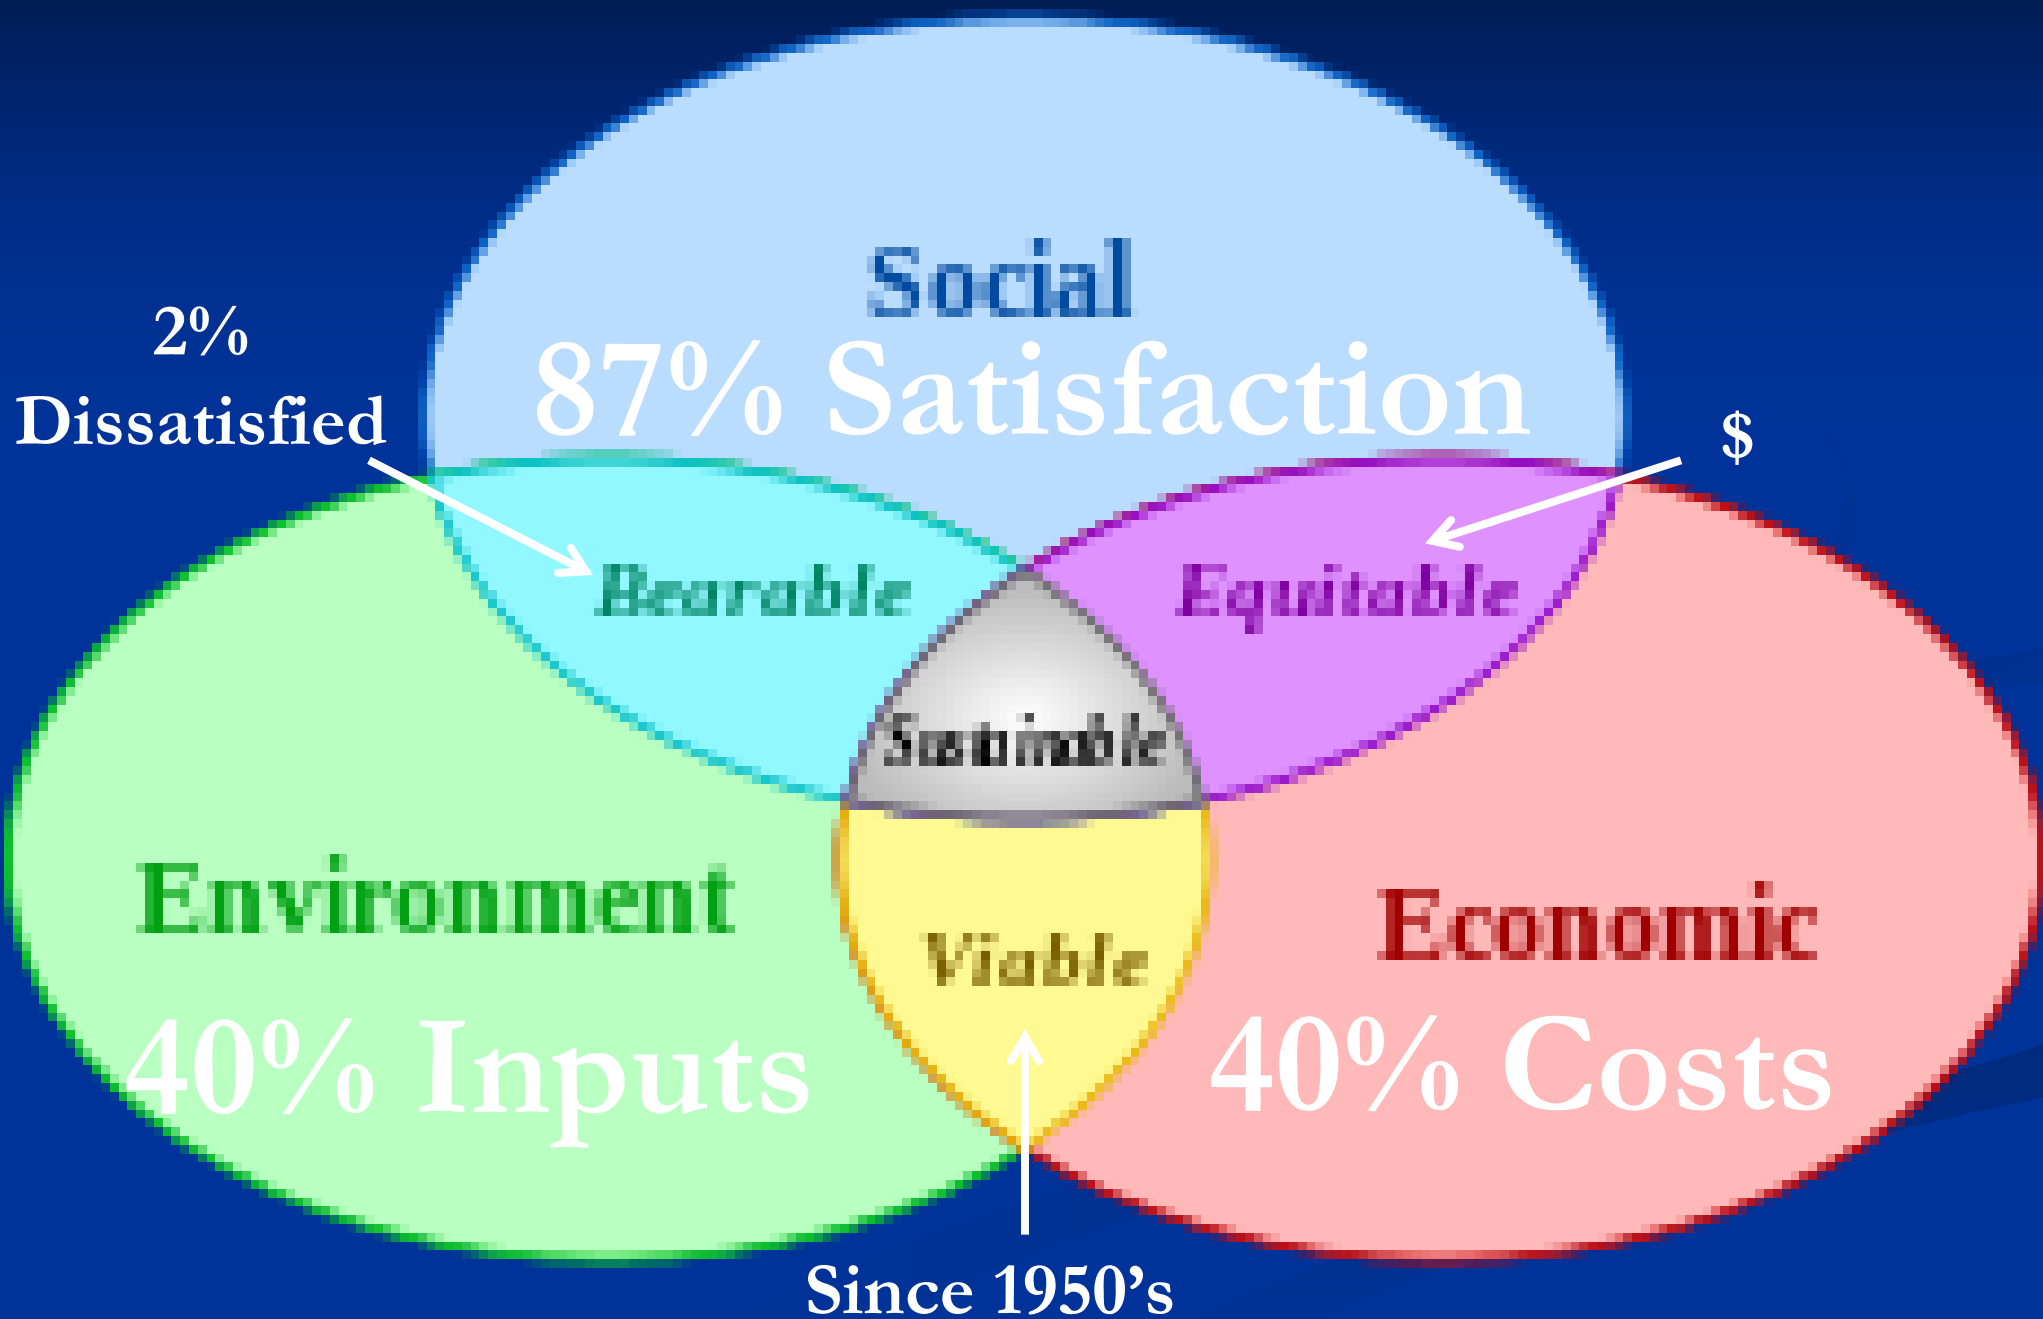 Social
87% Satisfaction
2%
Dissatisfied
$
Bearable
Equitable
Sustainable
Environment
Economic
Viable
40% Inputs
40% Costs
Since 1950’s